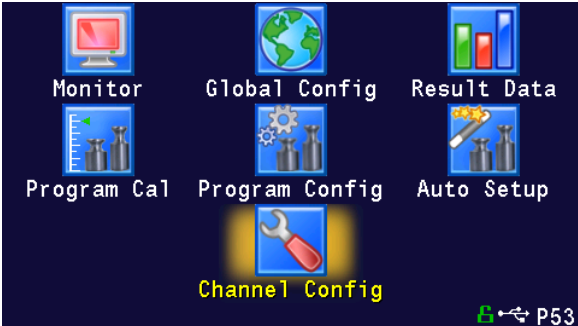 Monitor
Global Config
Result Data
Program Cal
Program Config
Auto Setup
Channel Config
P53